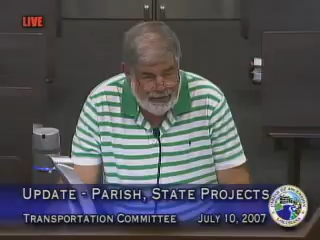 LIVE
UPDATE - PARISH, STATE PROJECTS
TRANSPORTATION COMMITTEE JULY 10, 2007